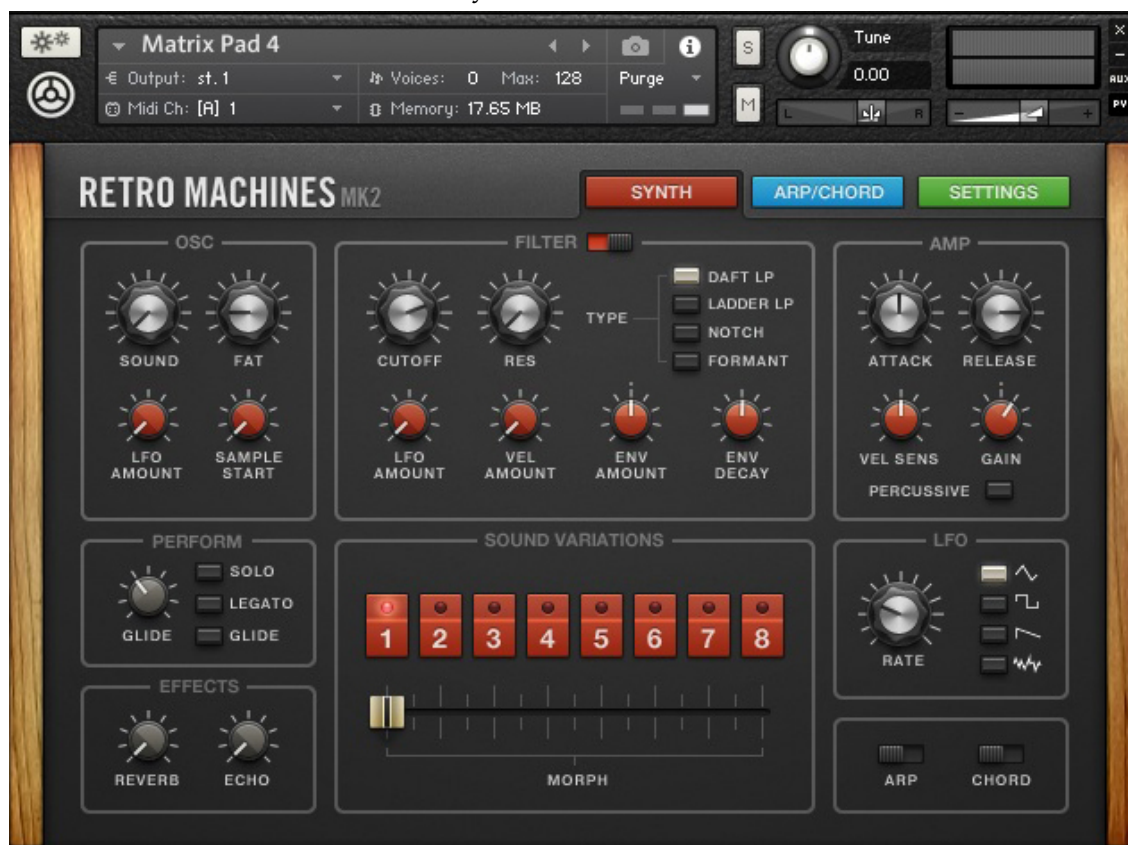 Matrix Pad 4
Output: st. 1
Voices: 0 Max: 128
Purge
Midi Ch: [A] 1
Memory: 17.65 MB
S
M
Tune
0.00
L
R
×
AUX
PV
RETRO MACHINES MK2
SYNTH
ARP/CHORD
SETTINGS
OSC
SOUND
FAT
LFO AMOUNT
SAMPLE START
FILTER
CUTOFF
RES
TYPE
DAFT LP
LADDER LP
NOTCH
FORMANT
LFO AMOUNT
VEL AMOUNT
ENV AMOUNT
ENV DECAY
AMP
ATTACK
RELEASE
VEL SENS
GAIN
PERCUSSIVE
PERFORM
GLIDE
SOLO
LEGATO
GLIDE
EFFECTS
REVERB
ECHO
SOUND VARIATIONS
1 2 3 4 5 6 7 8
MORPH
LFO
RATE
ARP
CHORD